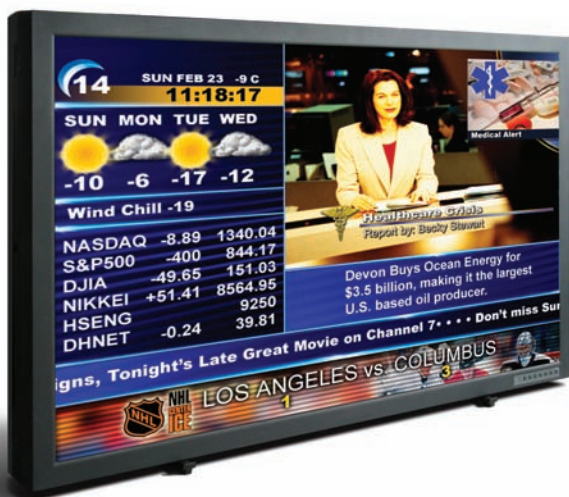 14
SUN FEB 23 -9 C
11:18:17
SUN MON TUE WED
-10 -6 -17 -12
Wind Chill -19
NASDAQ -8.89 1340.04
S&P500 -400 844.17
DJIA -49.65 151.03
NIKKEI +51.41 8564.95
HSENG 9250
DHNET -0.24 39.81
Medical Alert
Healthcare Crisis
Report by: Becky Stewart
Devon Buys Ocean Energy for
$3.5 billion, making it the largest
U.S. based oil producer.
igns, Tonight's Late Great Movie on Channel 7• • • • Don't miss Sun
NHL
NHL
CENTER
ICE
LOS ANGELES vs. COLUMBUS
1 3